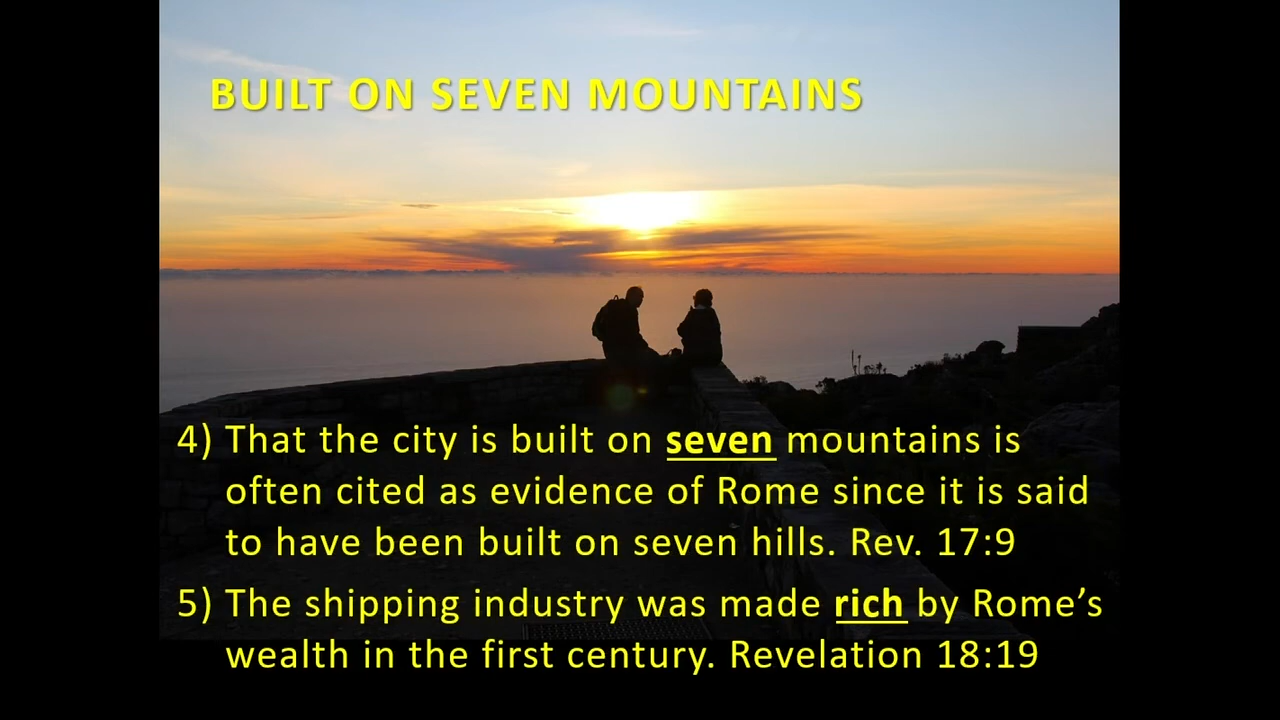 BUILT ON SEVEN MOUNTAINS
4) That the city is built on seven mountains is
often cited as evidence of Rome since it is said
to have been built on seven hills. Rev. 17:9
5) The shipping industry was made rich by Rome’s
wealth in the first century. Revelation 18:19